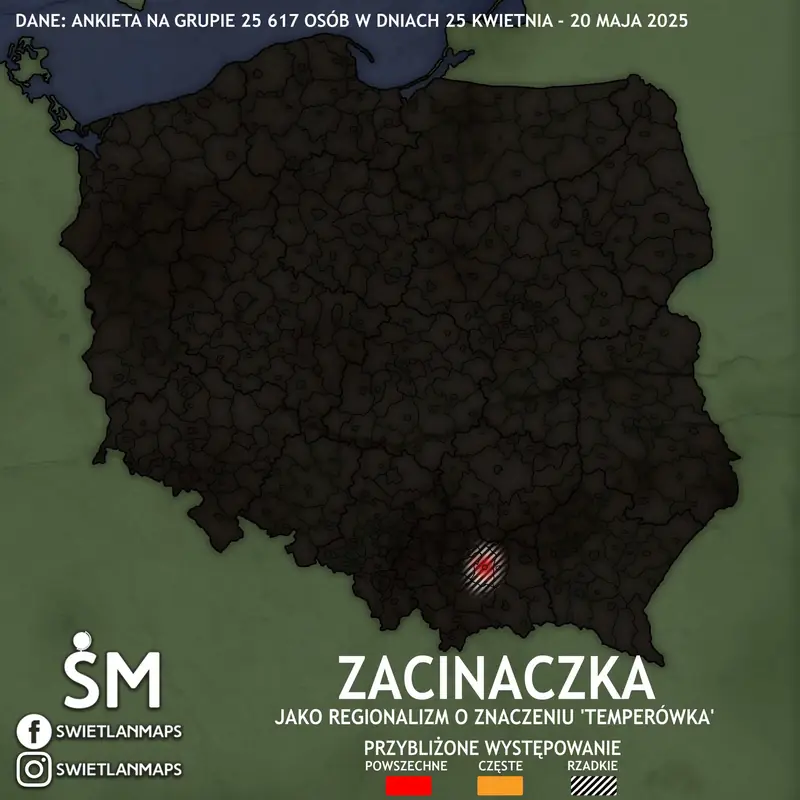 DANE: ANKIETA NA GRUPIE 25 617 OSÓB W DNIACH 25 KWIETNIA - 20 MAJA 2025
ŚM
SWIETLANMAPS
SWIETLANMAPS
ZACINACZKA
JAKO REGIONALIZM O ZNACZENIU 'TEMPERÓWKA'
PRZYBLIŻONE WYSTĘPOWANIE
POWSZECHNE CZĘSTE RZADKIE